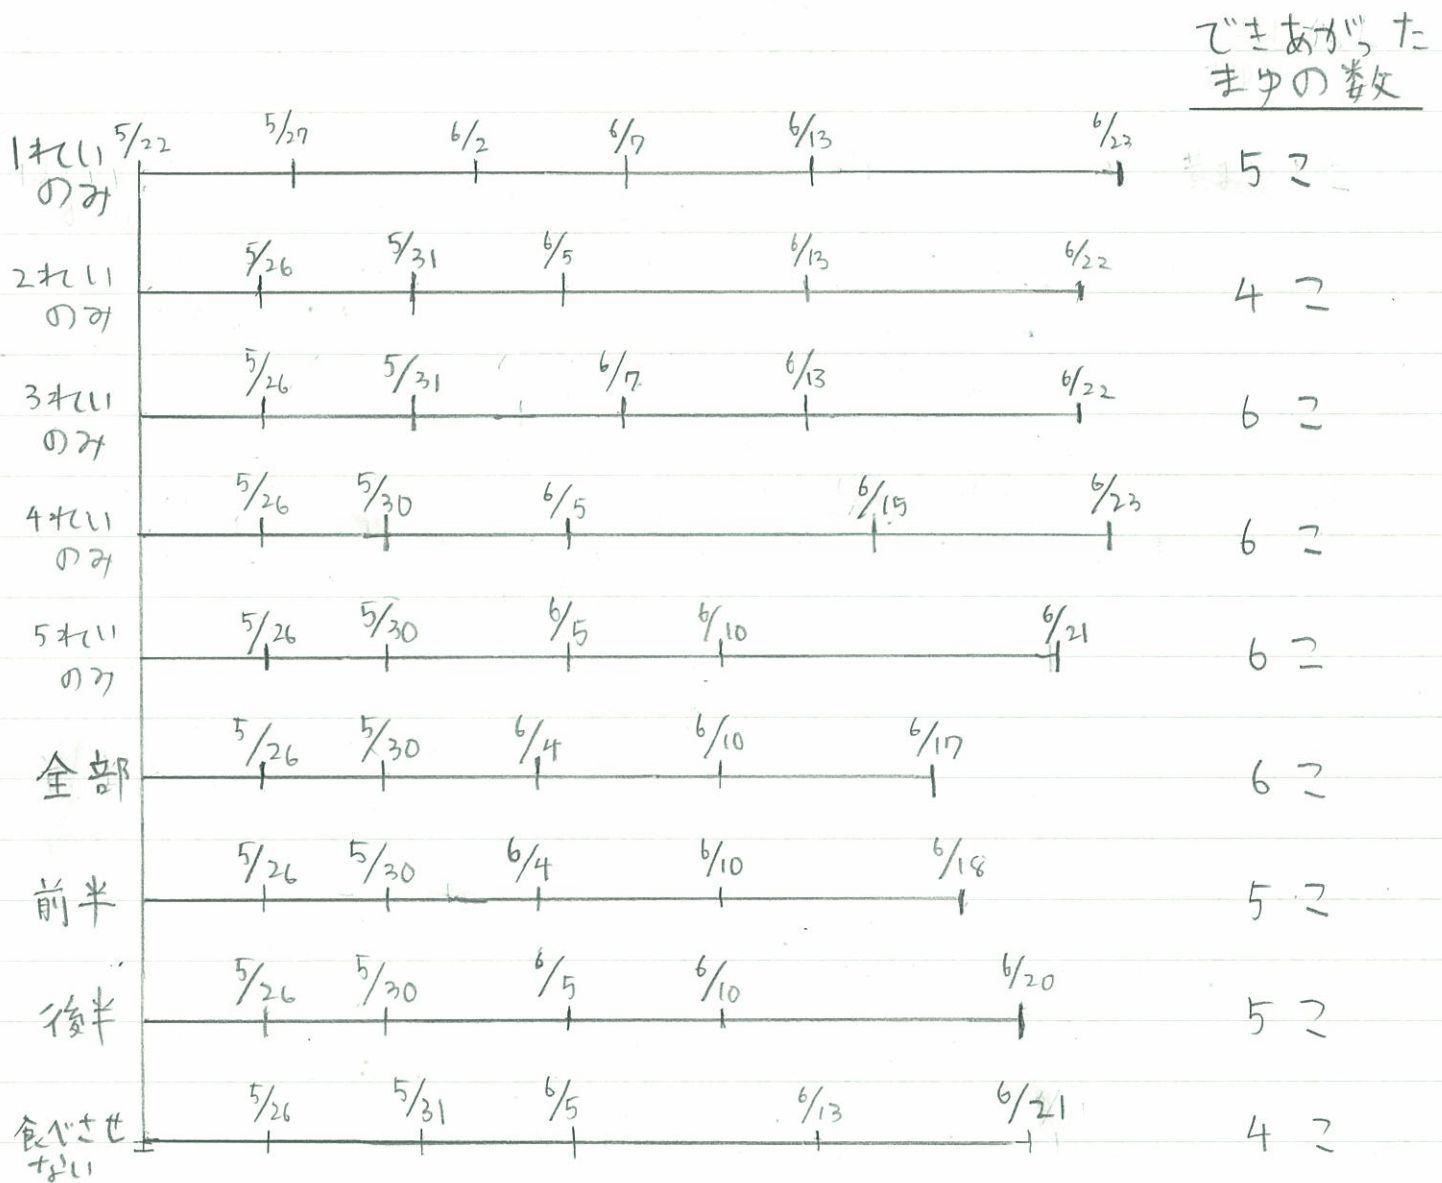 できあがった
まゆの数
5/22 5/27 6/2 6/7 6/13 6/23
1れい
のみ
5こ
5/26 5/31 6/5 6/13 6/22
2れい
のみ
4こ
5/26 5/31 6/7 6/13 6/22
3れい
のみ
6こ
5/26 5/30 6/5 6/15 6/23
4れい
のみ
6こ
5/26 5/30 6/5 6/10 6/21
5れい
のみ
6こ
5/26 5/30 6/4 6/10 6/17
全部
6こ
5/26 5/30 6/4 6/10 6/18
前半
5こ
5/26 5/30 6/5 6/10 6/20
後半
5こ
5/26 5/31 6/5 6/13 6/21
食べさせ
ない
4こ